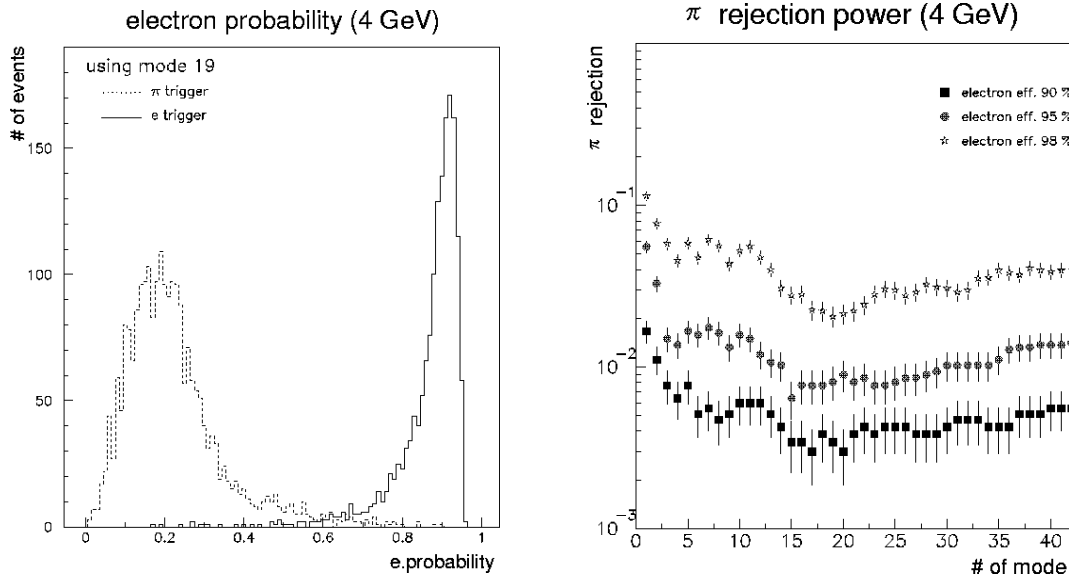 electron probability (4 GeV)
# of events
using mode 19
π trigger
e trigger
150
100
50
0
0
0.2
0.4
0.6
0.8
1
e.probability
π rejection power (4 GeV)
π rejection
electron eff. 90 %
electron eff. 95 %
electron eff. 98 %
10-1
10-2
10-3
0
5
10
15
20
25
30
35
40
# of mode